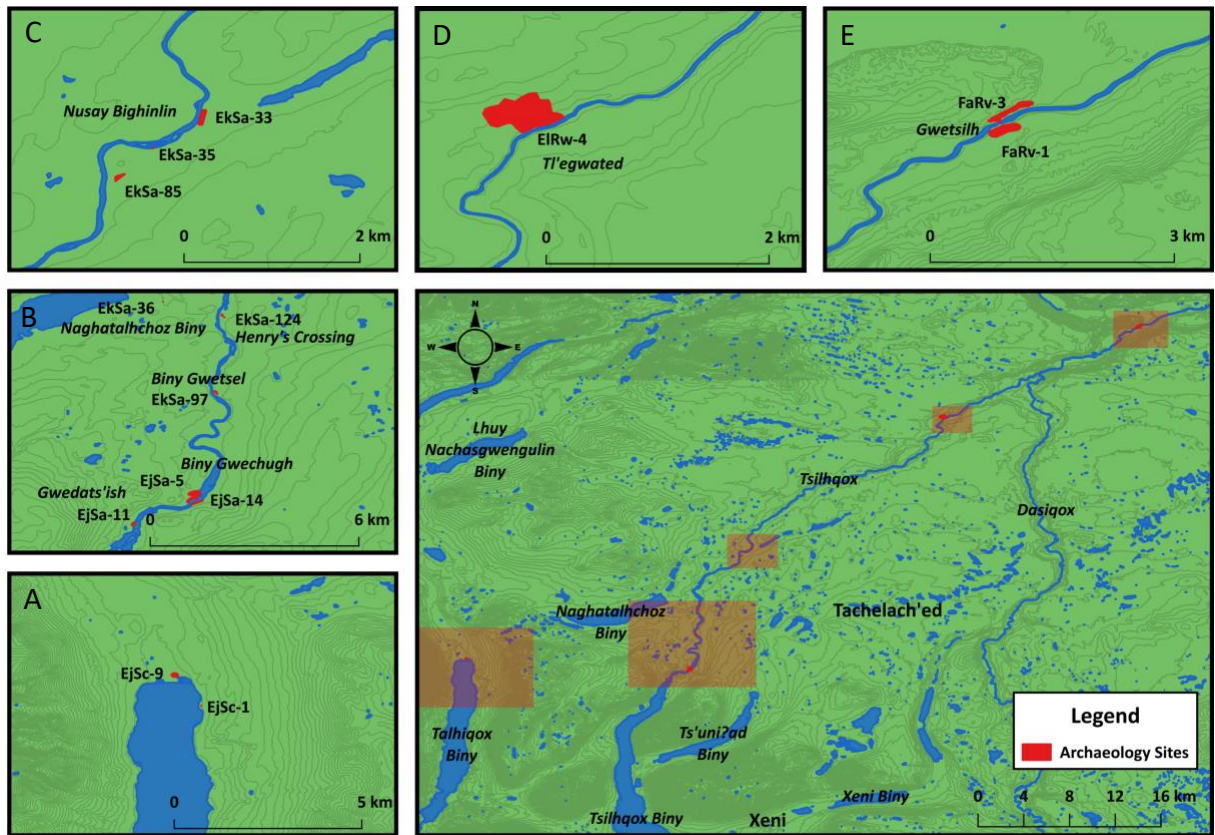 C
Nusay Bighinlin
EkSa-33
EkSa-35
EkSa-85
0
2 km
D
ElRw-4
Tl'egwated
0
2 km
E
FaRv-3
Gwetsilh
FaRv-1
0
3 km
B
EkSa-36
Naghatalhchoz Biny
EkSa-124
Henry's Crossing
Biny Gwetsel
EkSa-97
Biny Gwechugh
EjSa-5
Gwedats'ish
EjSa-14
EjSa-11
0
6 km
A
EjSc-9
EjSc-1
0
5 km
N
W
E
S
Lhuy
Nachasgwengulin
Biny
Tsilhqox
Dasiqox
Naghatalhchoz
Biny
Tachelach'ed
Talhiqox
Biny
Ts'uni?ad
Biny
Xeni Biny
Tsilhqox Biny
Xeni
Legend
Archaeology Sites
0 4 8 12 16 km